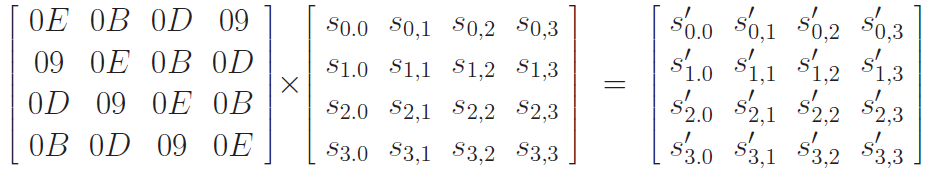 0E 0B 0D 09 s0.0 s0,1 s0,2 s0,3 s′0.0 s′0,1 s′0,2 s′0,3
09 0E 0B 0D s1.0 s1,1 s1,2 s1,3 s′1.0 s′1,1 s′1,2 s′1,3
× =
0D 09 0E 0B s2.0 s2,1 s2,2 s2,3 s′2.0 s′2,1 s′2,2 s′2,3
0B 0D 09 0E s3.0 s3,1 s3,2 s3,3 s′3.0 s′3,1 s′3,2 s′3,3